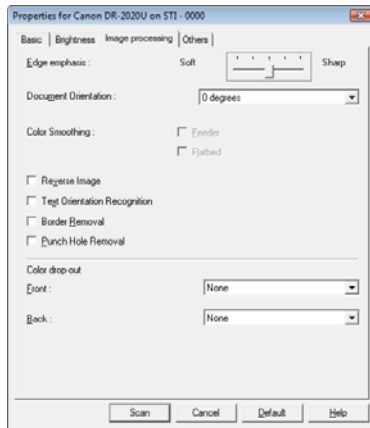 Properties for Canon DR-2020U on STI - 0000
Basic Brightness Image processing Others
Edge emphasis : Soft Sharp
Document Orientation : 0 degrees
Color Smoothing : Feeder
Flatbed
Reverse Image
Text Orientation Recognition
Border Removal
Punch Hole Removal
Color drop-out
Front : None
Back : None
Scan Cancel Default Help